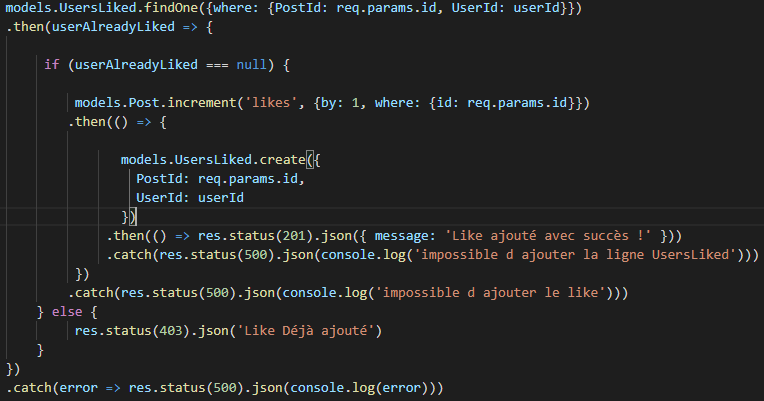 models.UsersLiked.findOne({where: {PostId: req.params.id, UserId: userId}})
.then(userAlreadyLiked => {
if (userAlreadyLiked === null) {
models.Post.increment('likes', {by: 1, where: {id: req.params.id}})
.then(() => {
models.UsersLiked.create({
PostId: req.params.id,
UserId: userId
})
.then(() => res.status(201).json({ message: 'Like ajouté avec succès !' }))
.catch(res.status(500).json(console.log('impossible d ajouter la ligne UsersLiked')))
})
.catch(res.status(500).json(console.log('impossible d ajouter le like')))
} else {
res.status(403).json('Like Déjà ajouté')
}
})
.catch(error => res.status(500).json(console.log(error)))